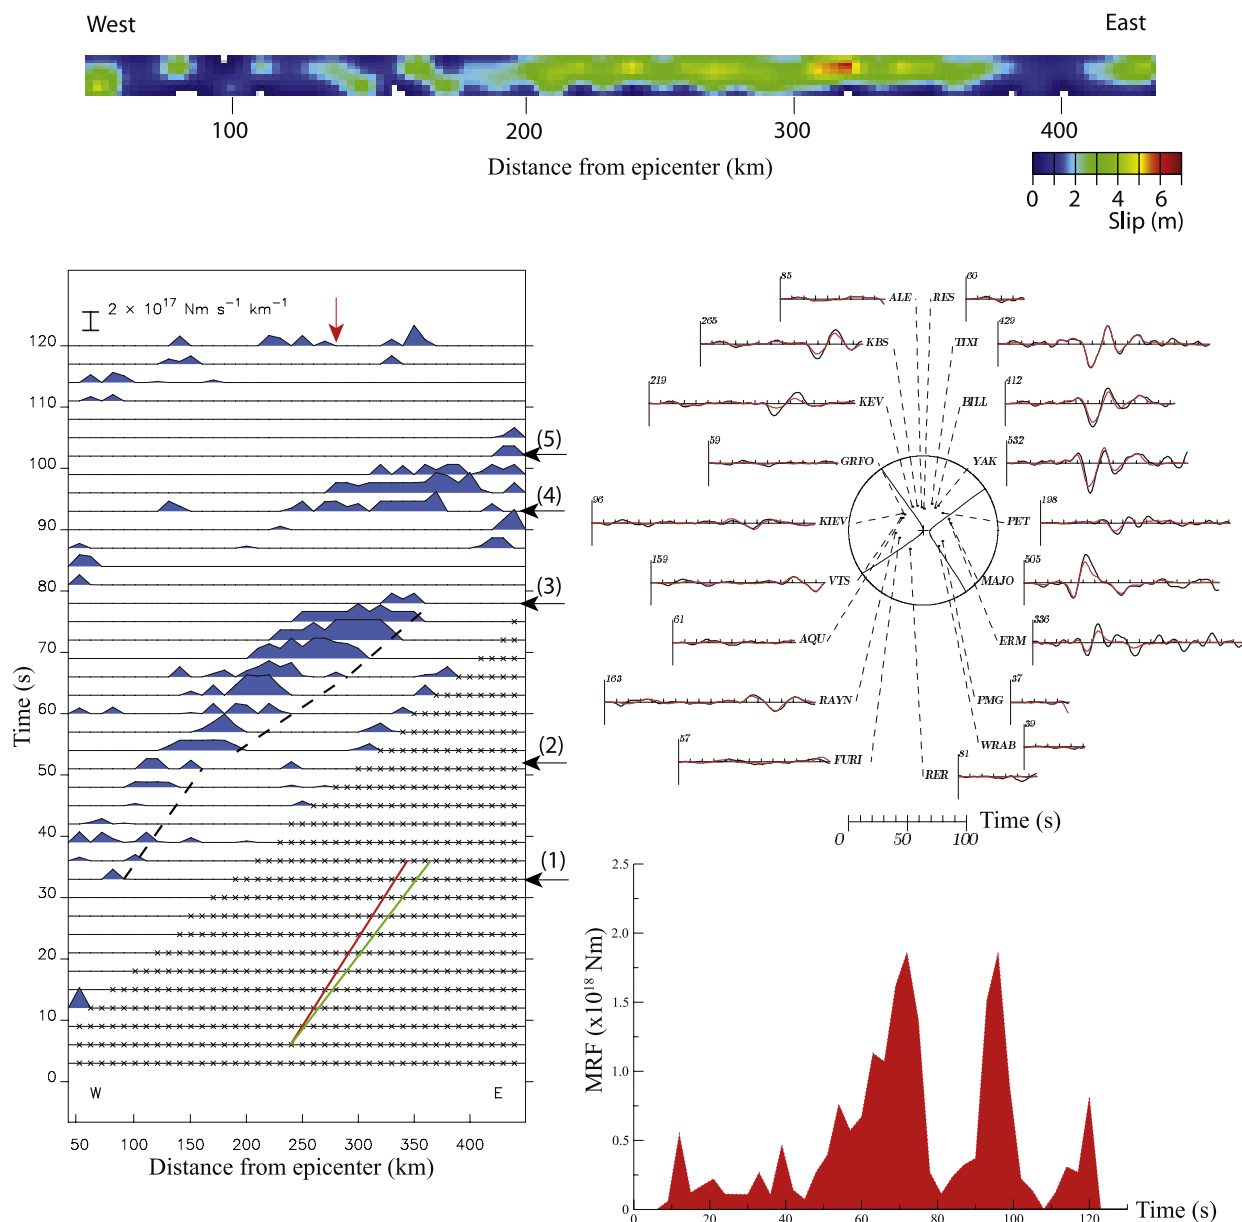 West East
100 200 300 400
Distance from epicenter (km)
0 2 4 6
Slip (m)
2 × 10¹⁷ Nm s⁻¹ km⁻¹
120
110
100
90
80
70
60
50
40
30
20
10
0
Time (s)
(5)
(4)
(3)
(2)
(1)
W E
50 100 150 200 250 300 350 400
Distance from epicenter (km)
85 ALE RES 60
265 KBS TIXI 429
219 KEV BILL 412
59 GRFO YAK 532
96 KIEV PET 198
159 VTS MAJO 505
61 AQU ERM 336
163 RAYN PMG 37
WRAB 39
57 FURI RER 81
0 50 100 Time (s)
2.5
2.0
1.5
1.0
0.5
0
MRF (x10¹⁸ Nm)
0 20 40 60 80 100 120 Time (s)